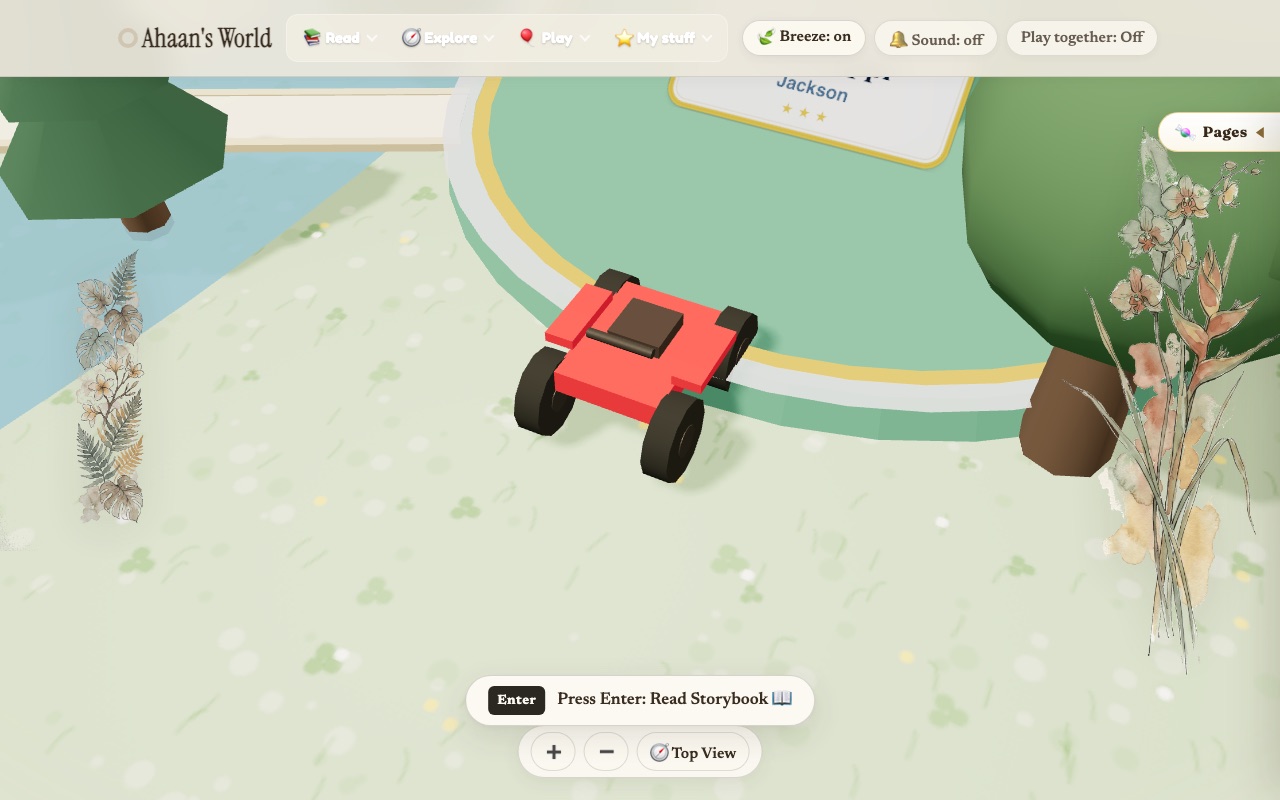 Ahaan's World
Read
Explore
Play
My stuff
Breeze: on
Sound: off
Play together: Off
Jackson
Pages
Enter
Press Enter: Read Storybook
Top View